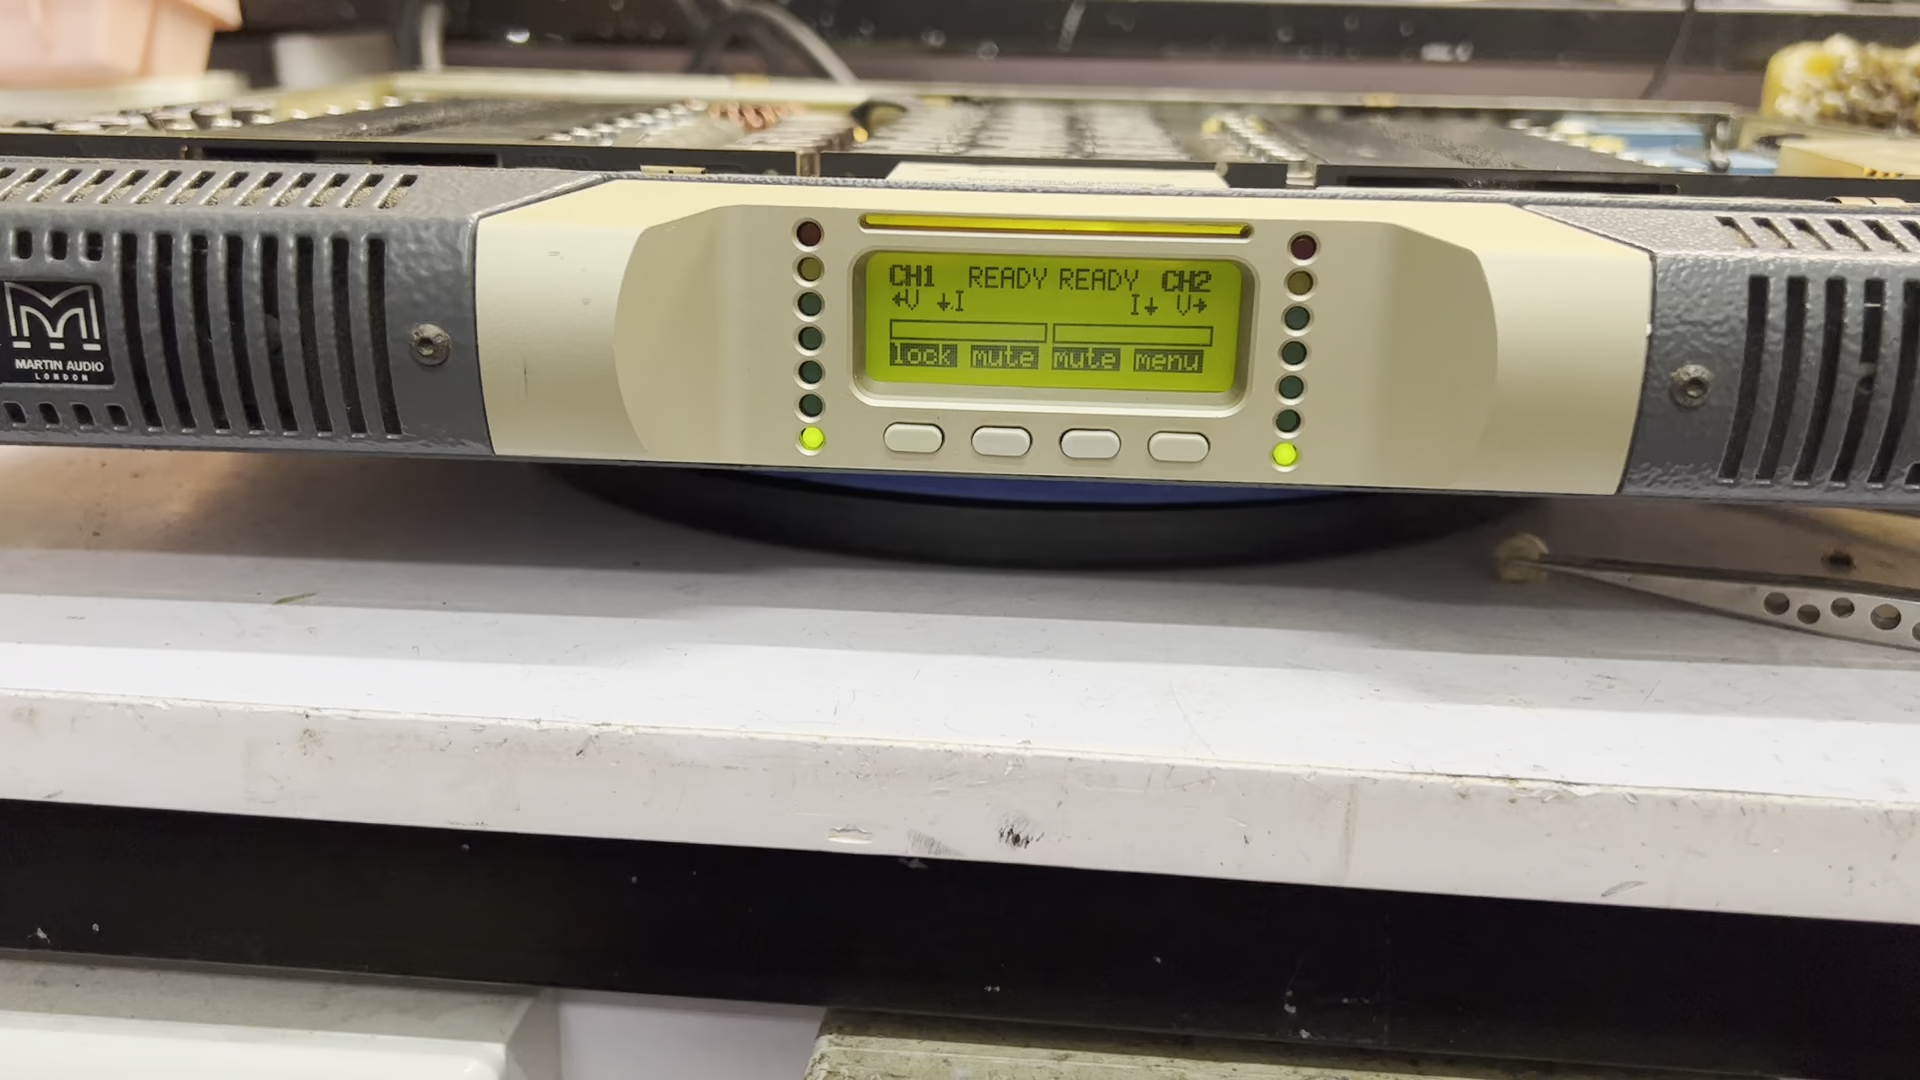 CH1 READY READY CH2
←V ↓I I↓ V→
lock mute mute menu
MARTIN AUDIO
LONDON